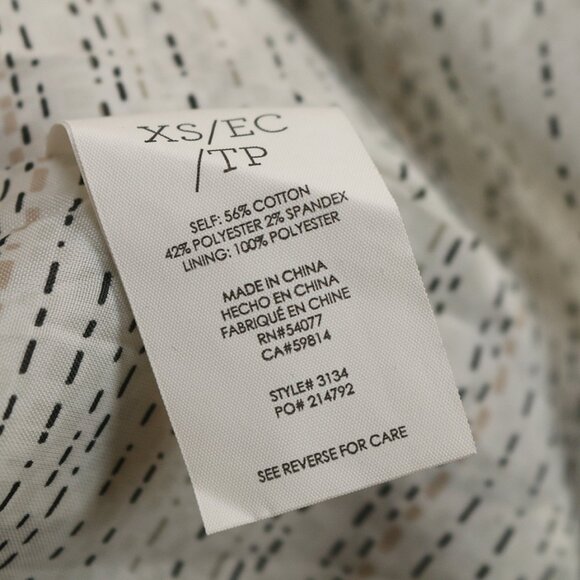 XS/EC
/TP
SELF: 56% COTTON
42% POLYESTER 2% SPANDEX
LINING: 100% POLYESTER
MADE IN CHINA
HECHO EN CHINA
FABRIQUÉ EN CHINE
RN#54077
CA#59814
STYLE# 3134
PO# 214792
SEE REVERSE FOR CARE